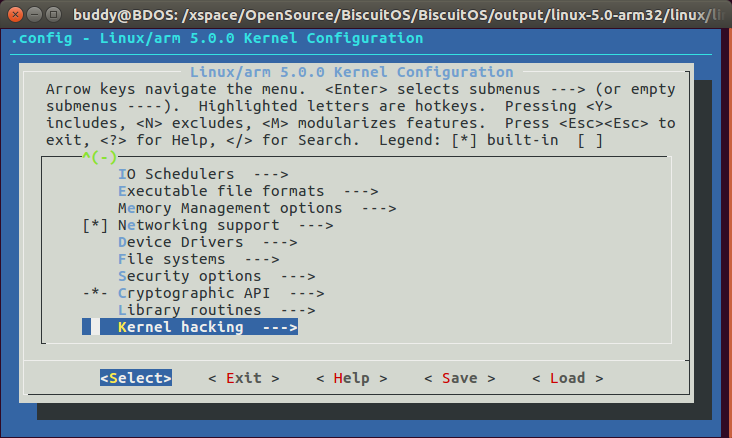 buddy@BDOS: /xspace/OpenSource/BiscuitOS/BiscuitOS/output/linux-5.0-arm32/linux/
.config - Linux/arm 5.0.0 Kernel Configuration
Linux/arm 5.0.0 Kernel Configuration
Arrow keys navigate the menu.  <Enter> selects submenus ---> (or empty
submenus ----).  Highlighted letters are hotkeys.  Pressing <Y>
includes, <N> excludes, <M> modularizes features.  Press <Esc><Esc> to
exit, <?> for Help, </> for Search.  Legend: [*] built-in  [ ]
^(-)
IO Schedulers  --->
Executable file formats  --->
Memory Management options  --->
[*] Networking support  --->
Device Drivers  --->
File systems  --->
Security options  --->
-*- Cryptographic API  --->
Library routines  --->
Kernel hacking  --->
<Select>    < Exit >    < Help >    < Save >    < Load >